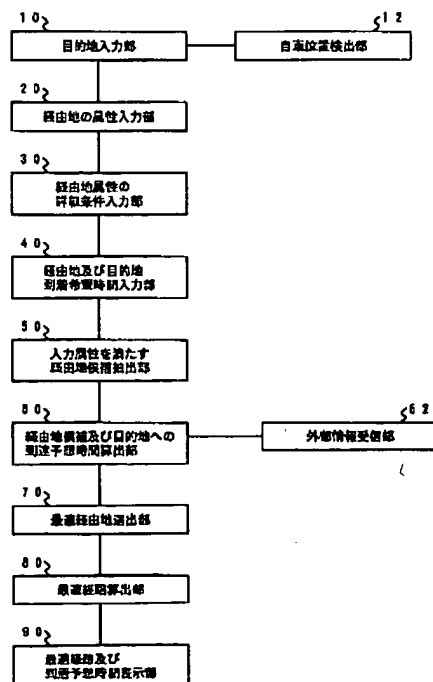 10
12
目的地入力部
自車位置検出部
20
経由地の属性入力部
30
経由地属性の
詳細条件入力部
40
経由地及び目的地
到着希望時間入力部
50
入力属性を満たす
経由地候補抽出部
60
62
経由地候補及び目的地への
到達予想時間算出部
外部情報受信部
70
最適経由地選出部
80
最適経路算出部
90
最適経路及び
到着予想時間表示部